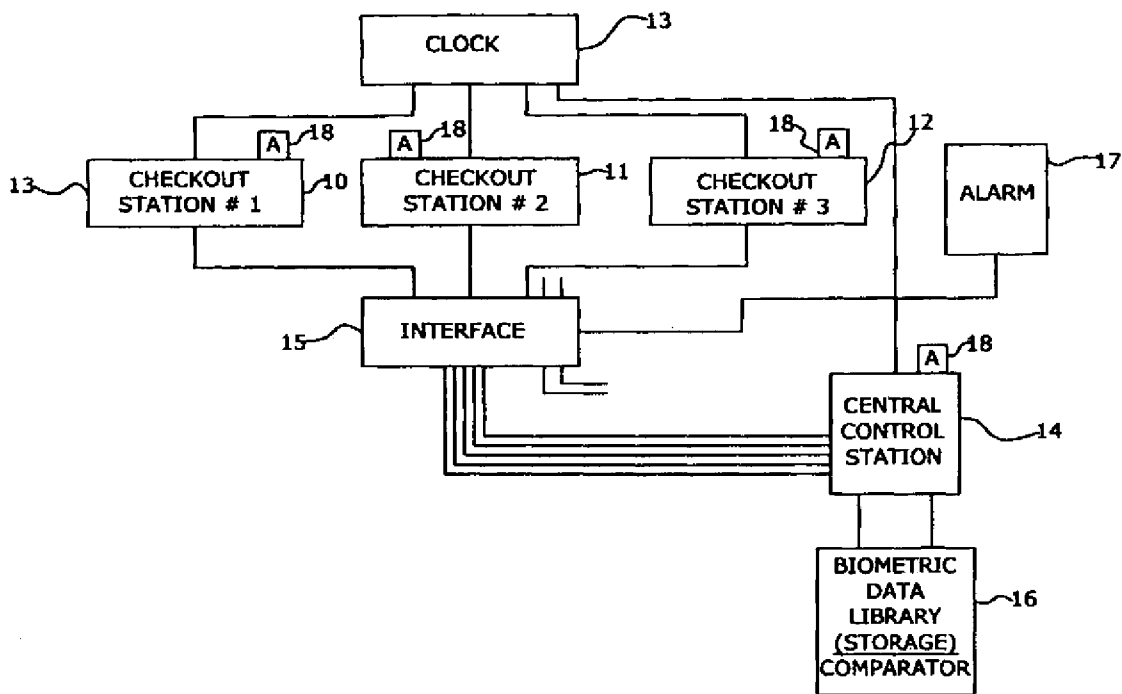 CLOCK
13
A
18
A
18
A
18
12
13
CHECKOUT
STATION # 1
10
CHECKOUT
STATION # 2
11
CHECKOUT
STATION # 3
ALARM
17
15
INTERFACE
A
18
CENTRAL
CONTROL
STATION
14
BIOMETRIC
DATA
LIBRARY
(STORAGE)
COMPARATOR
16